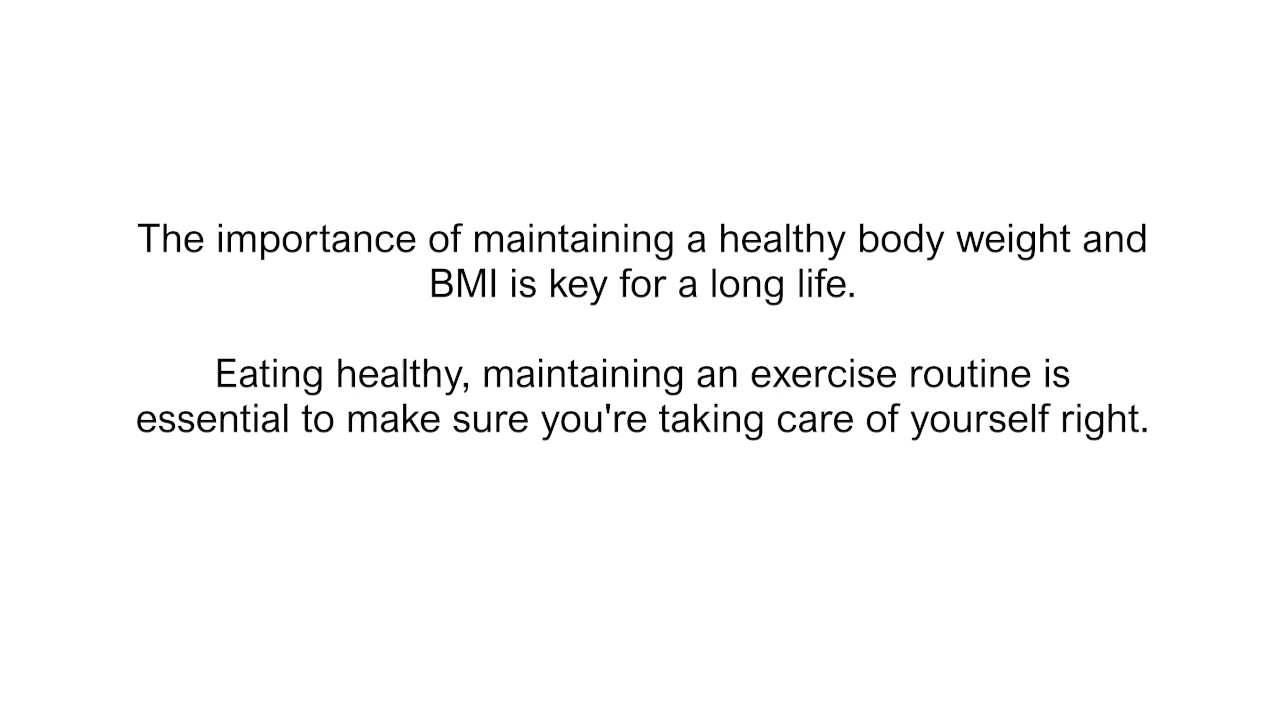 The importance of maintaining a healthy body weight and
BMI is key for a long life.
Eating healthy, maintaining an exercise routine is
essential to make sure you're taking care of yourself right.